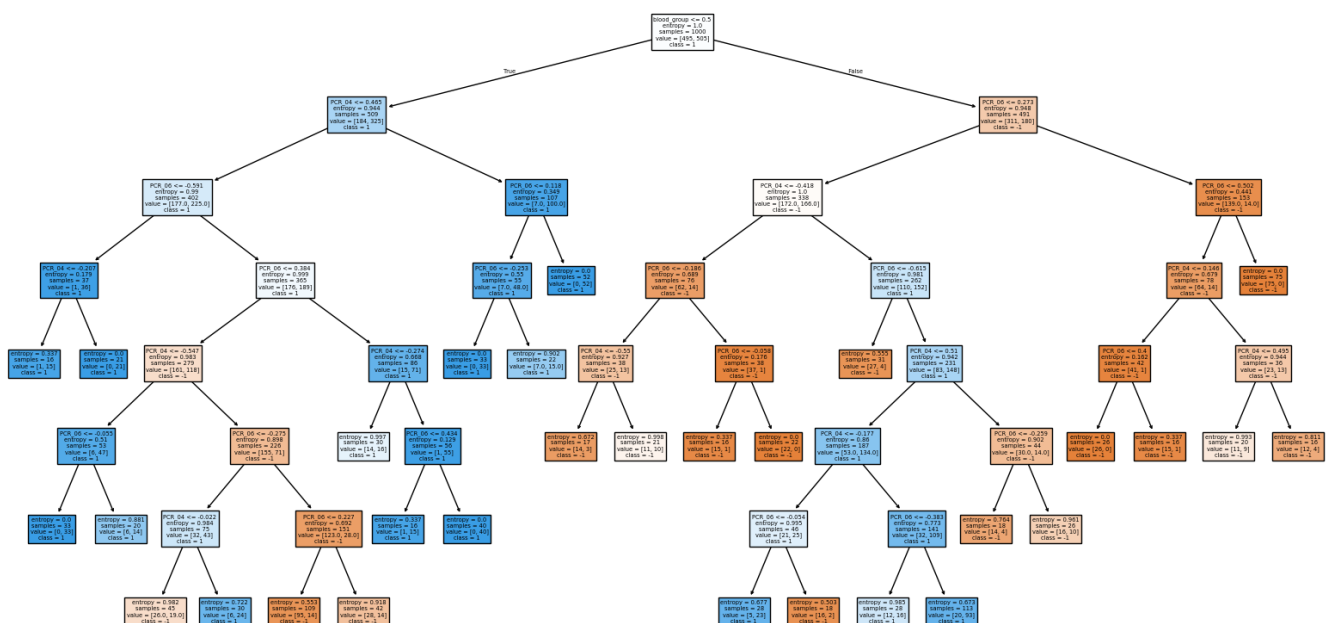 blood_group <= 0.5
entropy = 1.0
samples = 1000
value = [495, 505]
class = 1
True
False
PCR_04 <= 0.465
entropy = 0.944
samples = 509
value = [184, 325]
class = 1
PCR_06 <= 0.273
entropy = 0.948
samples = 491
value = [311, 180]
class = -1
PCR_06 <= -0.591
entropy = 0.99
samples = 402
value = [177.0, 225.0]
class = 1
PCR_06 <= 0.118
entropy = 0.349
samples = 107
value = [7.0, 100.0]
class = 1
PCR_04 <= -0.418
entropy = 1.0
samples = 338
value = [172.0, 166.0]
class = -1
PCR_06 <= 0.502
entropy = 0.441
samples = 153
value = [139.0, 14.0]
class = -1
PCR_04 <= -0.207
entropy = 0.179
samples = 37
value = [1, 36]
class = 1
PCR_06 <= 0.384
entropy = 0.999
samples = 365
value = [176, 189]
class = 1
PCR_06 <= -0.253
entropy = 0.55
samples = 55
value = [7.0, 48.0]
class = 1
entropy = 0.0
samples = 52
value = [0, 52]
class = 1
PCR_06 <= -0.186
entropy = 0.689
samples = 76
value = [62, 14]
class = -1
PCR_06 <= -0.615
entropy = 0.981
samples = 262
value = [110, 152]
class = 1
PCR_04 <= 0.146
entropy = 0.679
samples = 78
value = [64, 14]
class = -1
entropy = 0.0
samples = 75
value = [75, 0]
class = -1
entropy = 0.337
samples = 16
value = [1, 15]
class = 1
entropy = 0.0
samples = 21
value = [0, 21]
class = 1
PCR_04 <= -0.547
entropy = 0.983
samples = 279
value = [161, 118]
class = -1
PCR_04 <= -0.274
entropy = 0.668
samples = 86
value = [15, 71]
class = 1
entropy = 0.0
samples = 33
value = [0, 33]
class = 1
entropy = 0.902
samples = 22
value = [7.0, 15.0]
class = 1
PCR_04 <= -0.55
entropy = 0.927
samples = 38
value = [25, 13]
class = -1
PCR_06 <= -0.058
entropy = 0.176
samples = 38
value = [37, 1]
class = -1
entropy = 0.555
samples = 31
value = [27, 4]
class = -1
PCR_04 <= 0.51
entropy = 0.942
samples = 231
value = [83, 148]
class = 1
PCR_06 <= 0.4
entropy = 0.162
samples = 42
value = [41, 1]
class = -1
PCR_04 <= 0.495
entropy = 0.944
samples = 36
value = [23, 13]
class = -1
PCR_06 <= -0.055
entropy = 0.51
samples = 53
value = [6, 47]
class = 1
PCR_06 <= -0.275
entropy = 0.898
samples = 226
value = [155, 71]
class = -1
entropy = 0.997
samples = 30
value = [14, 16]
class = 1
PCR_06 <= 0.434
entropy = 0.129
samples = 56
value = [1, 55]
class = 1
entropy = 0.672
samples = 17
value = [14, 3]
class = -1
entropy = 0.998
samples = 21
value = [11, 10]
class = -1
entropy = 0.337
samples = 16
value = [15, 1]
class = -1
entropy = 0.0
samples = 22
value = [22, 0]
class = -1
PCR_04 <= -0.177
entropy = 0.86
samples = 187
value = [53.0, 134.0]
class = 1
PCR_06 <= -0.259
entropy = 0.902
samples = 44
value = [30.0, 14.0]
class = -1
entropy = 0.0
samples = 26
value = [26, 0]
class = -1
entropy = 0.337
samples = 16
value = [15, 1]
class = -1
entropy = 0.993
samples = 20
value = [11, 9]
class = -1
entropy = 0.811
samples = 16
value = [12, 4]
class = -1
entropy = 0.0
samples = 33
value = [0, 33]
class = 1
entropy = 0.881
samples = 20
value = [6, 14]
class = 1
PCR_04 <= -0.022
entropy = 0.984
samples = 75
value = [32, 43]
class = 1
PCR_06 <= 0.227
entropy = 0.692
samples = 151
value = [123.0, 28.0]
class = -1
entropy = 0.337
samples = 16
value = [1, 15]
class = 1
entropy = 0.0
samples = 40
value = [0, 40]
class = 1
PCR_06 <= -0.054
entropy = 0.995
samples = 46
value = [21, 25]
class = 1
PCR_06 <= -0.383
entropy = 0.773
samples = 141
value = [32, 109]
class = 1
entropy = 0.764
samples = 18
value = [14, 4]
class = -1
entropy = 0.961
samples = 26
value = [16, 10]
class = -1
entropy = 0.982
samples = 45
value = [26.0, 19.0]
class = -1
entropy = 0.722
samples = 30
value = [6, 24]
class = 1
entropy = 0.553
samples = 109
value = [95, 14]
class = -1
entropy = 0.918
samples = 42
value = [28, 14]
class = -1
entropy = 0.677
samples = 28
value = [5, 23]
class = 1
entropy = 0.503
samples = 18
value = [16, 2]
class = -1
entropy = 0.985
samples = 28
value = [12, 16]
class = 1
entropy = 0.673
samples = 113
value = [20, 93]
class = 1